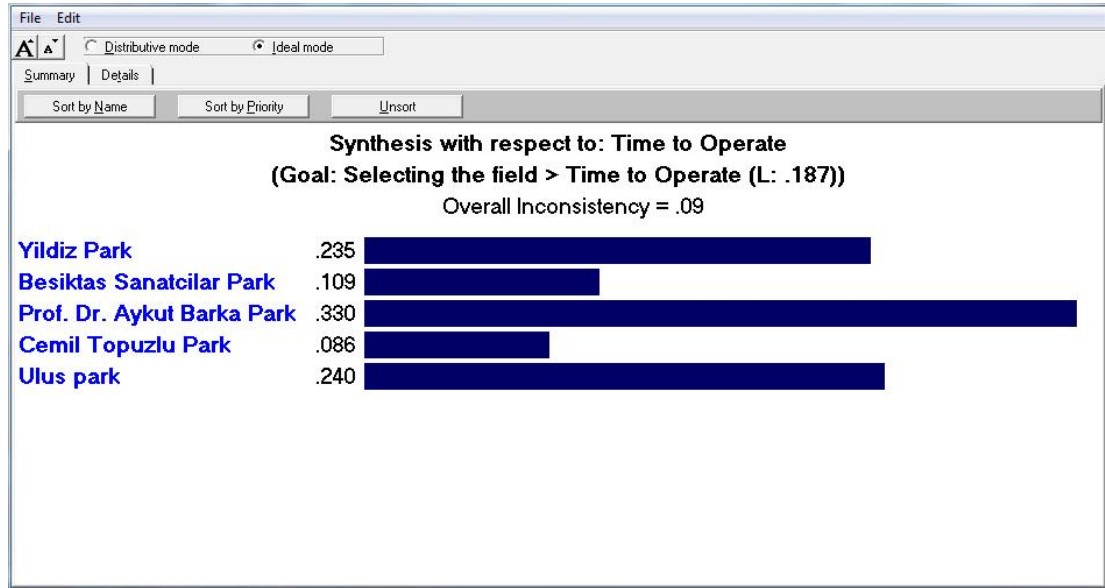 File Edit
A A Distributive mode Ideal mode
Summary Details
Sort by Name Sort by Priority Unsort
Synthesis with respect to: Time to Operate
(Goal: Selecting the field > Time to Operate (L: .187))
Overall Inconsistency = .09
Yildiz Park .235
Besiktas Sanatcilar Park .109
Prof. Dr. Aykut Barka Park .330
Cemil Topuzlu Park .086
Ulus park .240